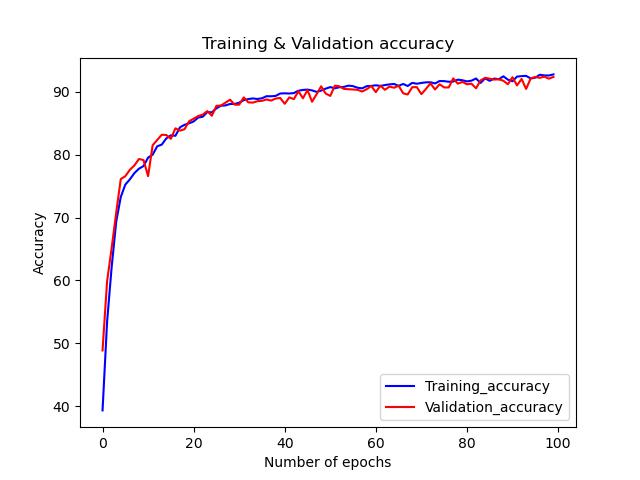 Training & Validation accuracy
Accuracy
90
80
70
60
50
40
Training_accuracy
Validation_accuracy
0 20 40 60 80 100
Number of epochs